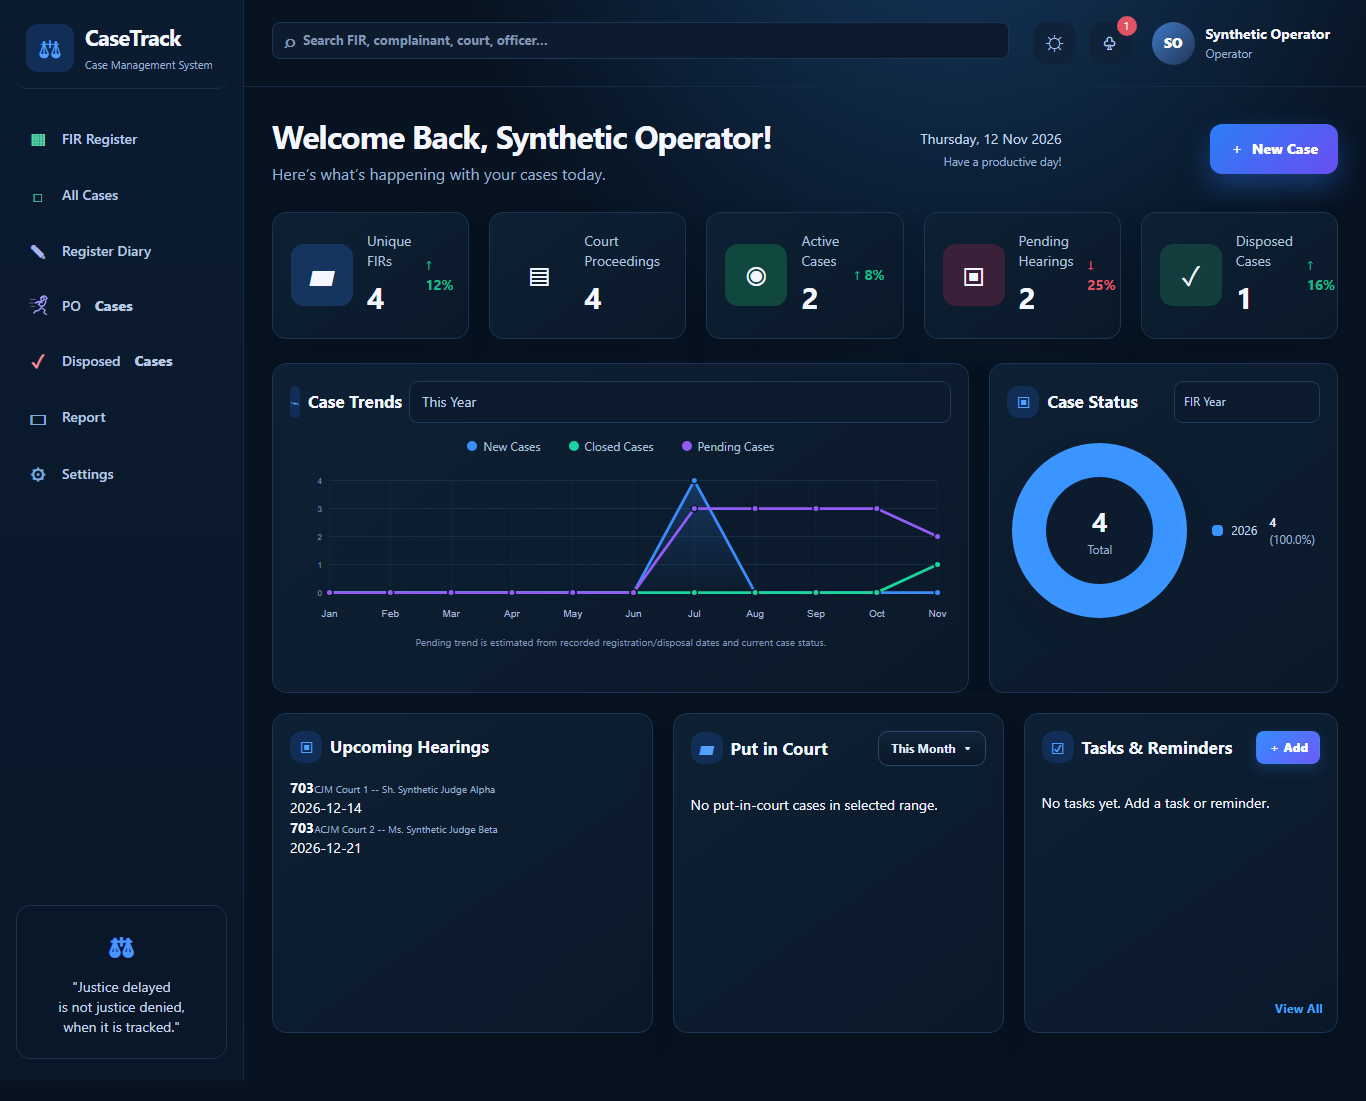 CaseTrack
Case Management System
FIR Register
All Cases
Register Diary
PO Cases
Disposed Cases
Report
Settings
"Justice delayed
is not justice denied,
when it is tracked."
Search FIR, complainant, court, officer...
1
SO
Synthetic Operator
Operator
Welcome Back, Synthetic Operator!
Here's what's happening with your cases today.
Thursday, 12 Nov 2026
Have a productive day!
+ New Case
Unique
FIRs
4
↑
12%
Court
Proceedings
4
Active
Cases
2
↑ 8%
Pending
Hearings
2
↓
25%
Disposed
Cases
1
↑
16%
Case Trends
This Year
New Cases
Closed Cases
Pending Cases
4
3
2
1
0
Jan Feb Mar Apr May Jun Jul Aug Sep Oct Nov
Pending trend is estimated from recorded registration/disposal dates and current case status.
Case Status
FIR Year
4
Total
2026
4
(100.0%)
Upcoming Hearings
703CJM Court 1 -- Sh. Synthetic Judge Alpha
2026-12-14
703ACJM Court 2 -- Ms. Synthetic Judge Beta
2026-12-21
Put in Court
This Month
No put-in-court cases in selected range.
Tasks & Reminders
+ Add
No tasks yet. Add a task or reminder.
View All